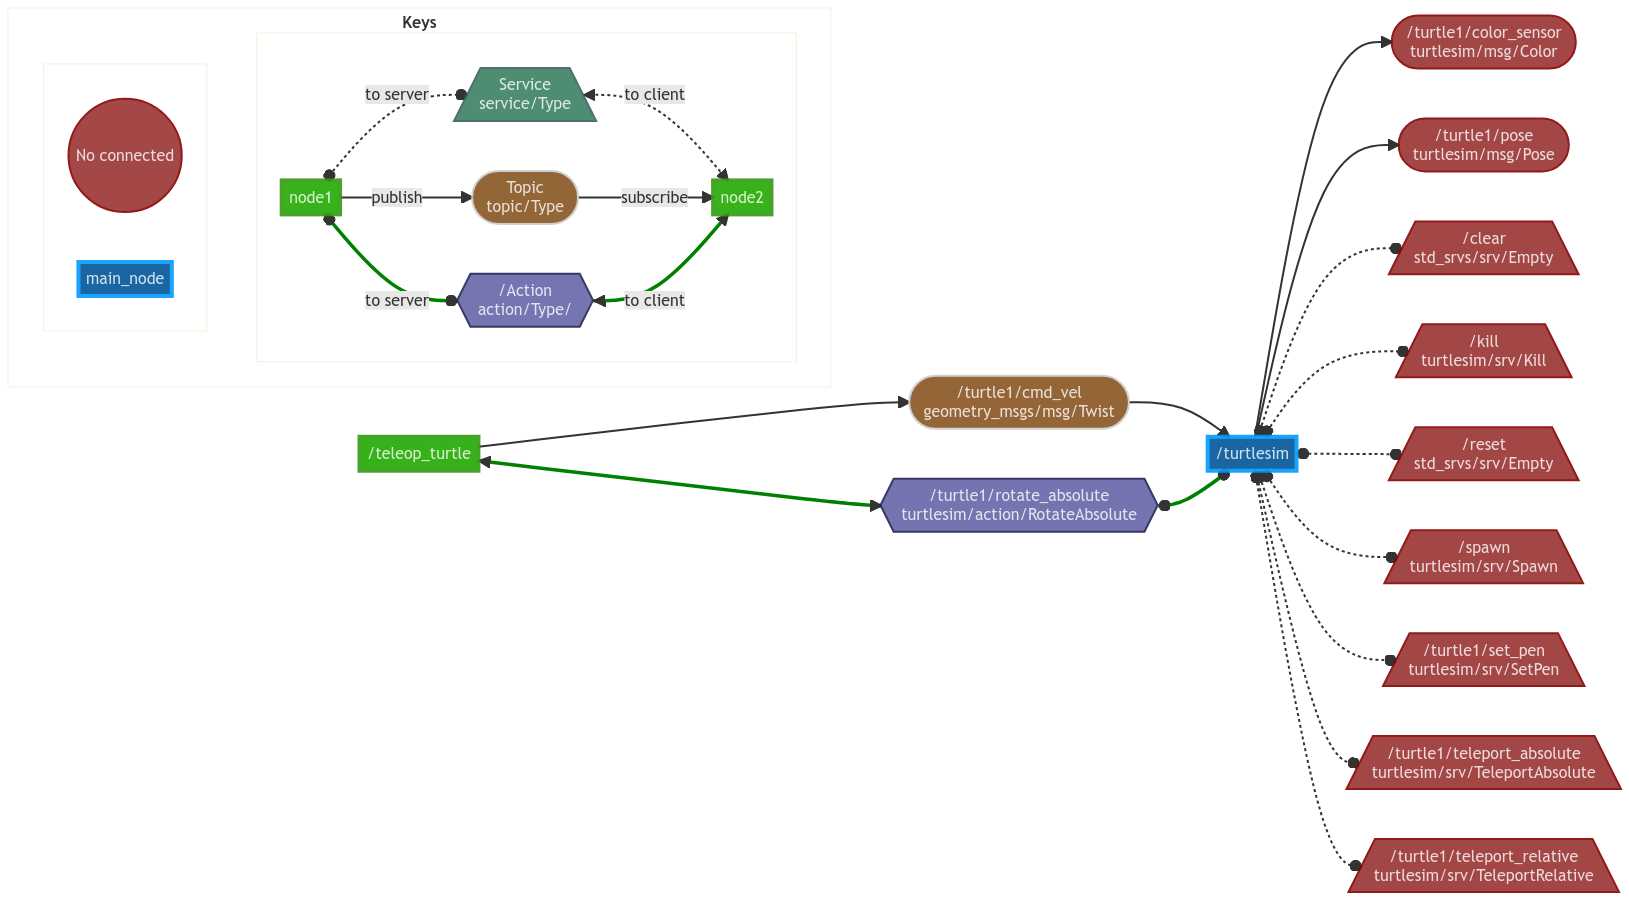 Keys
No connected
main_node
Service
service/Type
to server
to client
node1
publish
Topic
topic/Type
subscribe
node2
/Action
action/Type/
to server
to client
/teleop_turtle
/turtle1/cmd_vel
geometry_msgs/msg/Twist
/turtle1/rotate_absolute
turtlesim/action/RotateAbsolute
/turtlesim
/turtle1/color_sensor
turtlesim/msg/Color
/turtle1/pose
turtlesim/msg/Pose
/clear
std_srvs/srv/Empty
/kill
turtlesim/srv/Kill
/reset
std_srvs/srv/Empty
/spawn
turtlesim/srv/Spawn
/turtle1/set_pen
turtlesim/srv/SetPen
/turtle1/teleport_absolute
turtlesim/srv/TeleportAbsolute
/turtle1/teleport_relative
turtlesim/srv/TeleportRelative